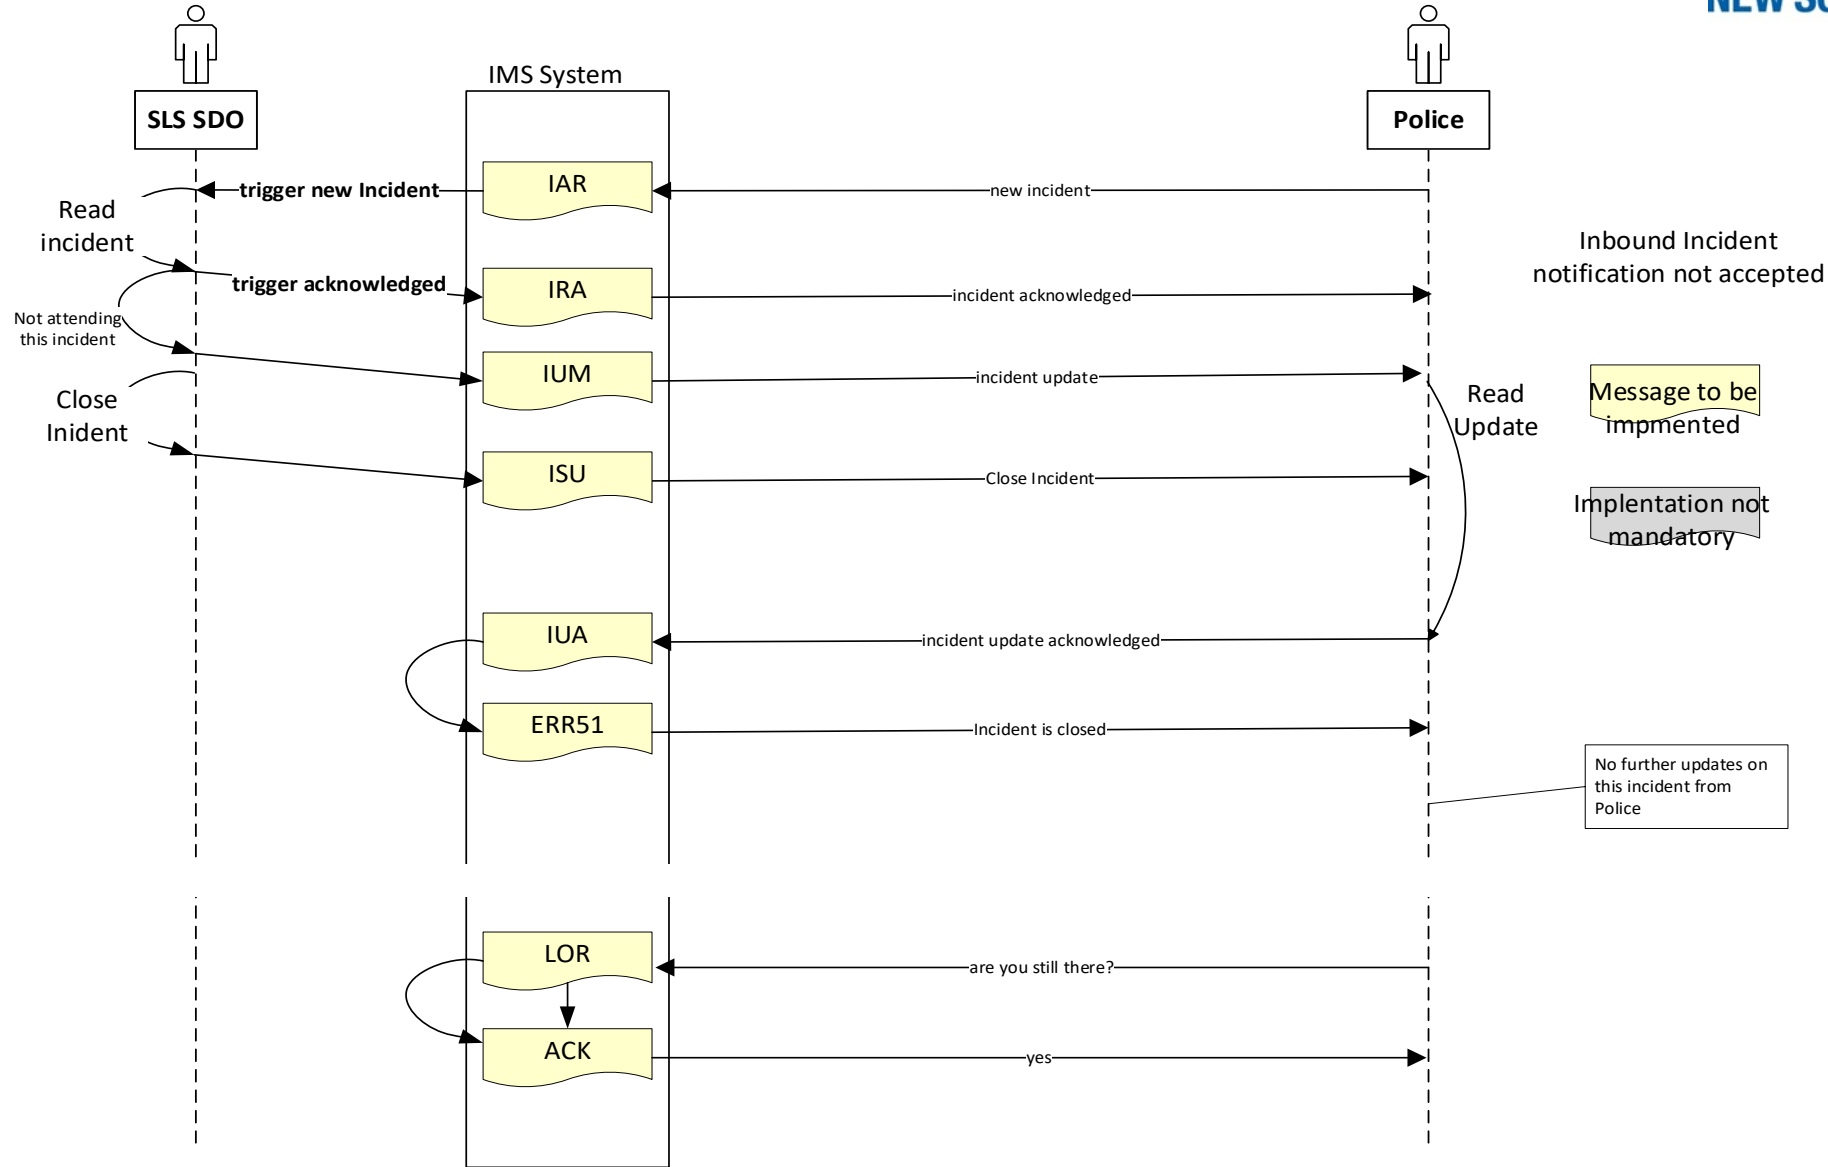 NEW SO
IMS System
SLS SDO
Police
IAR
trigger new Incident
new incident
Read
incident
Inbound Incident
notification not accepted
trigger acknowledged
IRA
incident acknowledged
Not attending
this incident
IUM
incident update
Read
Update
Message to be
impmented
Close
Inident
ISU
Close Incident
Implentation not
mandatory
IUA
incident update acknowledged
ERR51
Incident is closed
No further updates on
this incident from
Police
LOR
are you still there?
ACK
yes